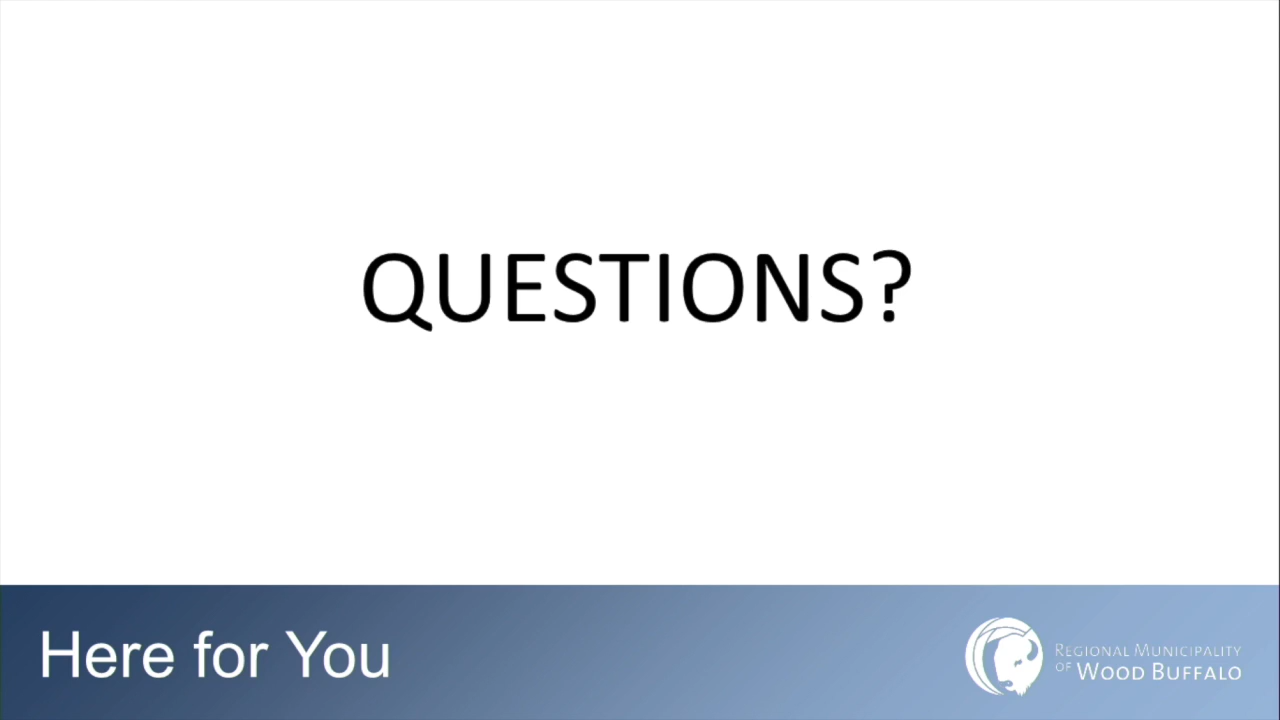 QUESTIONS?
Here for You
REGIONAL MUNICIPALITY
OF WOOD BUFFALO